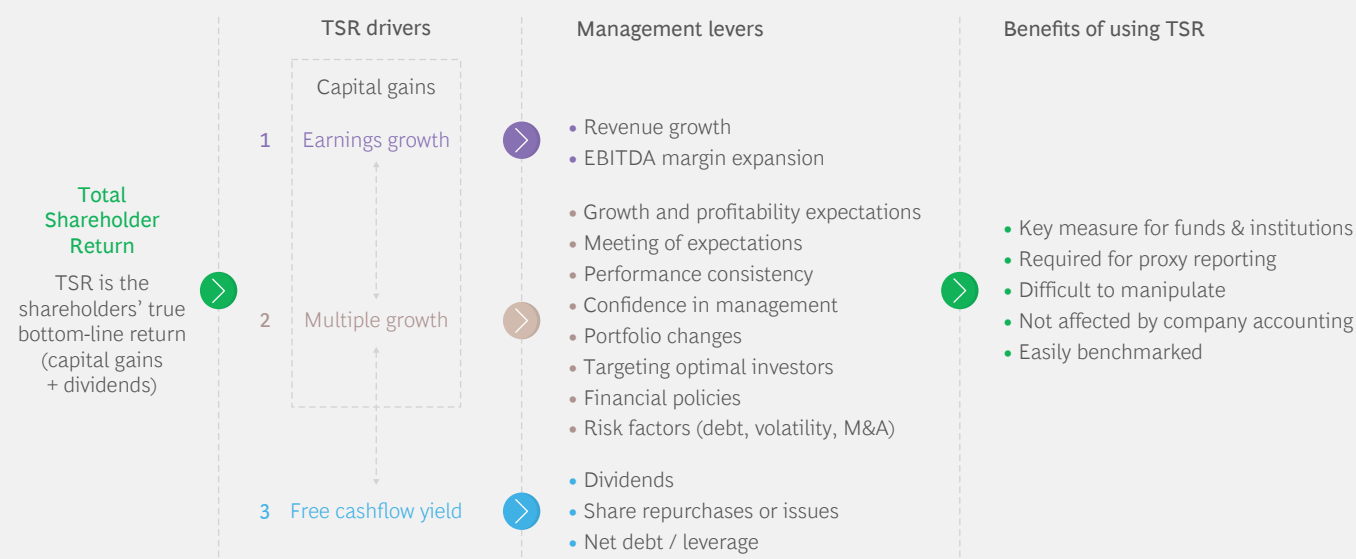 TSR drivers
Management levers
Benefits of using TSR
Total
Shareholder
Return
TSR is the
shareholders’ true
bottom-line return
(capital gains
+ dividends)
Capital gains
1 Earnings growth
• Revenue growth
• EBITDA margin expansion
2 Multiple growth
• Growth and profitability expectations
• Meeting of expectations
• Performance consistency
• Confidence in management
• Portfolio changes
• Targeting optimal investors
• Financial policies
• Risk factors (debt, volatility, M&A)
3 Free cashflow yield
• Dividends
• Share repurchases or issues
• Net debt / leverage
• Key measure for funds & institutions
• Required for proxy reporting
• Difficult to manipulate
• Not affected by company accounting
• Easily benchmarked